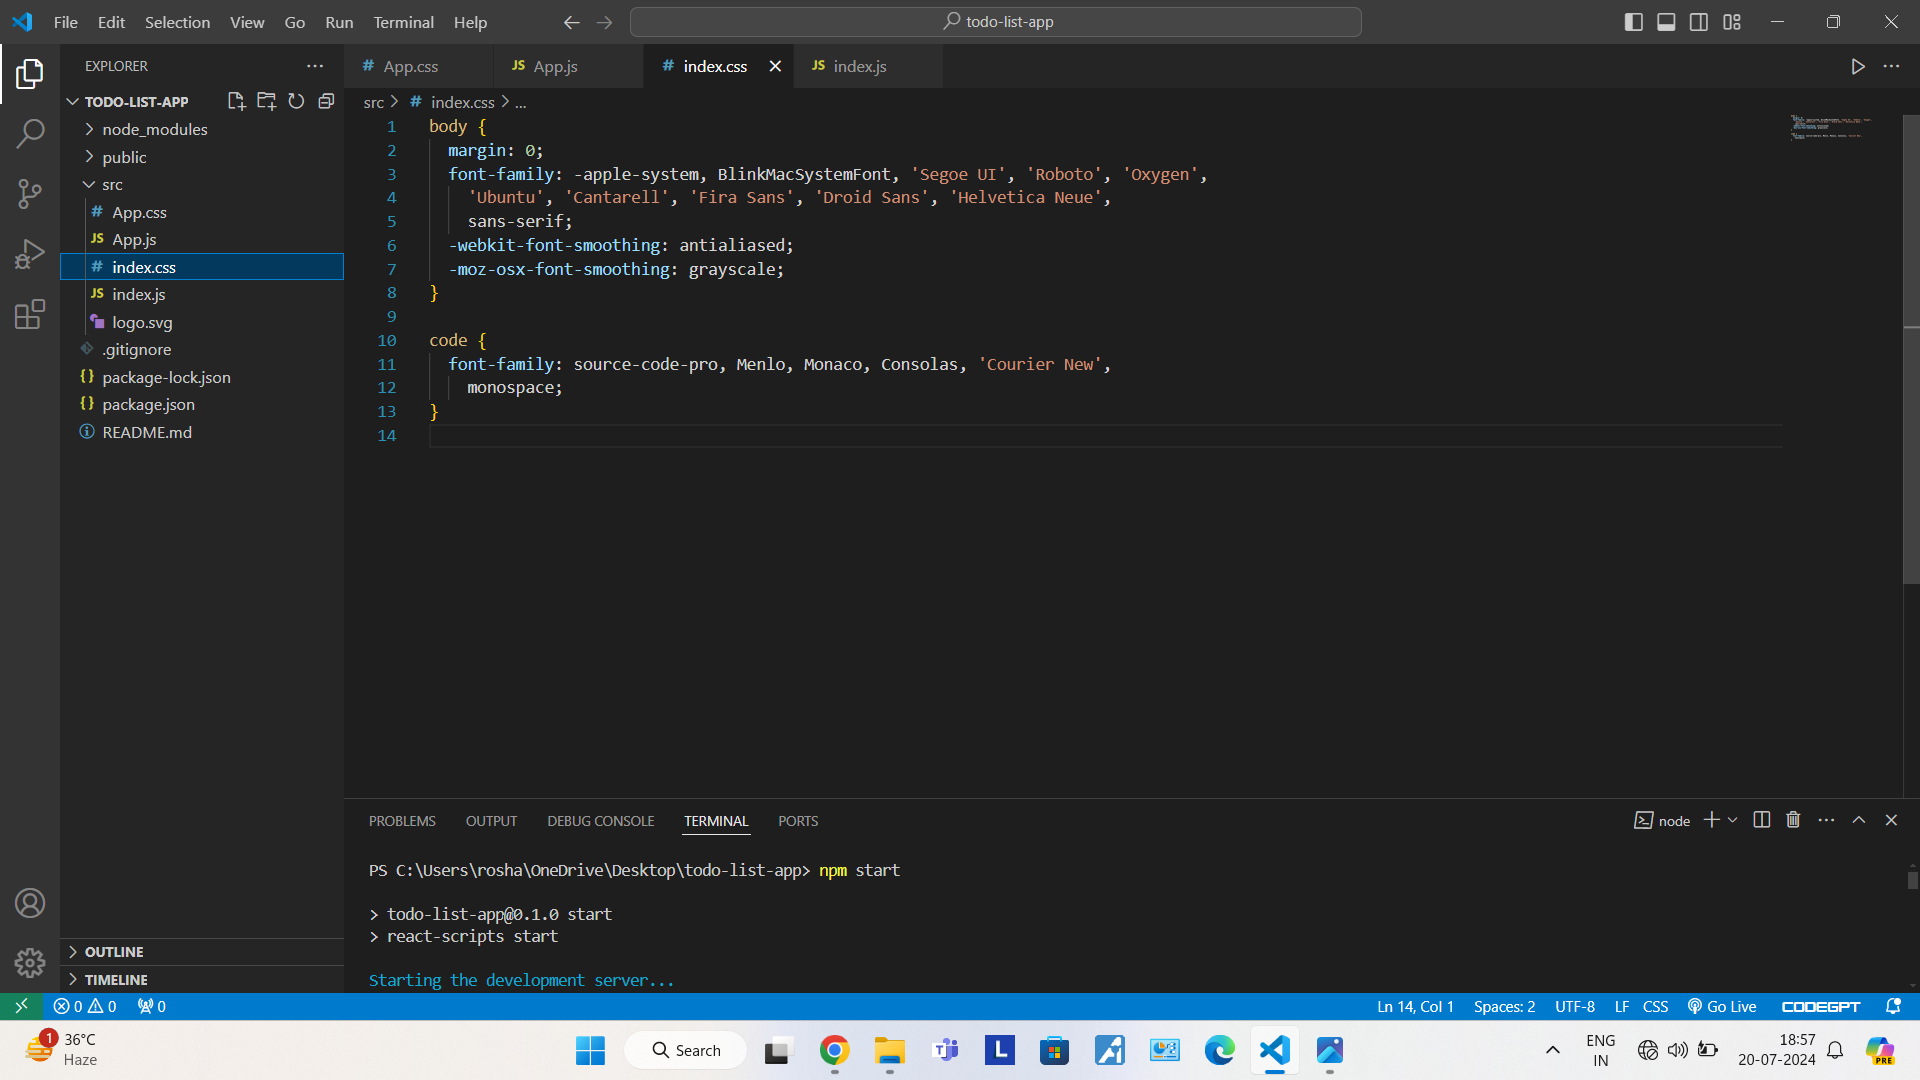 File Edit Selection View Go Run Terminal Help
todo-list-app
EXPLORER
TODO-LIST-APP
node_modules
public
src
# App.css
JS App.js
# index.css
JS index.js
logo.svg
.gitignore
{} package-lock.json
{} package.json
README.md
OUTLINE
TIMELINE
# App.css JS App.js # index.css JS index.js
src > # index.css > ...
1 body {
2 margin: 0;
3 font-family: -apple-system, BlinkMacSystemFont, 'Segoe UI', 'Roboto', 'Oxygen',
4 'Ubuntu', 'Cantarell', 'Fira Sans', 'Droid Sans', 'Helvetica Neue',
5 sans-serif;
6 -webkit-font-smoothing: antialiased;
7 -moz-osx-font-smoothing: grayscale;
8 }
9
10 code {
11 font-family: source-code-pro, Menlo, Monaco, Consolas, 'Courier New',
12 monospace;
13 }
14
PROBLEMS OUTPUT DEBUG CONSOLE TERMINAL PORTS
node
PS C:\Users\rosha\OneDrive\Desktop\todo-list-app> npm start
> todo-list-app@0.1.0 start
> react-scripts start
Starting the development server...
0 0 0
Ln 14, Col 1 Spaces: 2 UTF-8 LF CSS Go Live CODEGPT
1
36°C
Haze
Search
L
ENG
IN
18:57
20-07-2024
PRE